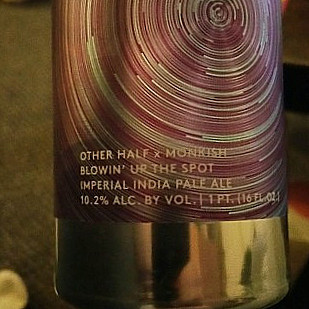 OTHER HALF x MONKISH
BLOWIN' UP THE SPOT
IMPERIAL INDIA PALE ALE
10.2% ALC. BY VOL. | 1 PT. (16 FL. OZ.)